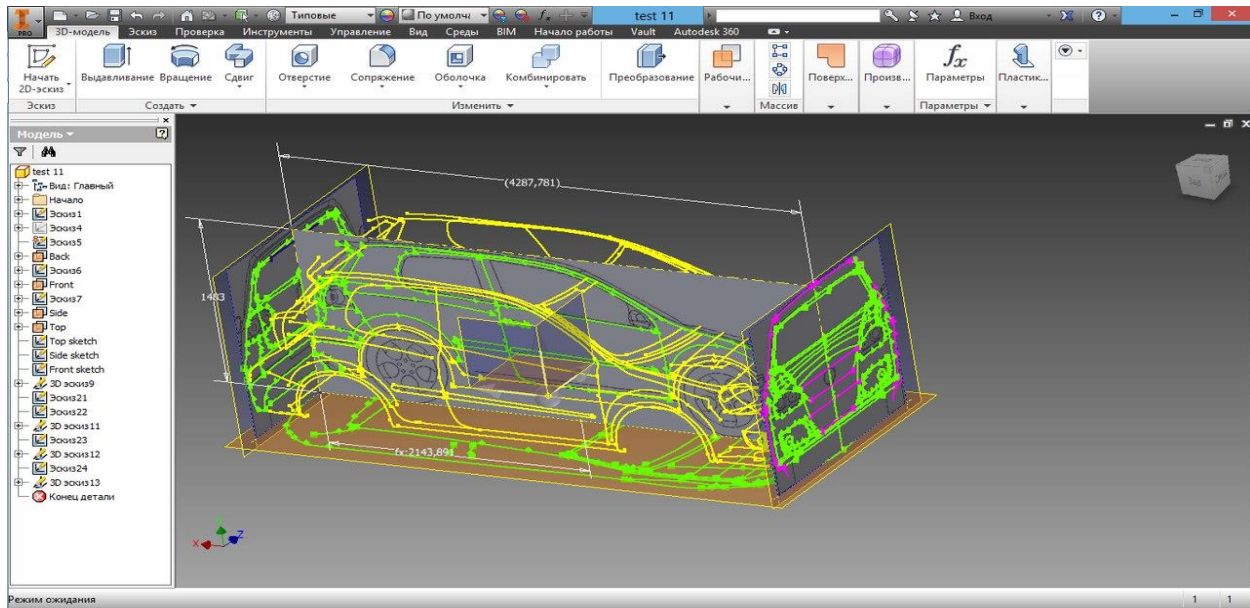 PRO
Типовые
По умолч
fx
test 11
Вход
3D-модель Эскиз Проверка Инструменты Управление Вид Среды BIM Начало работы Vault Autodesk 360
Начать 2D-эскиз
Выдавливание Вращение Сдвиг Отверстие Сопряжение Оболочка Комбинировать Преобразование Рабочи... Поверх... Произв... Параметры Пластик...
Эскиз Создать Изменить Массив Параметры
Модель
test 11
Вид: Главный
Начало
Эскиз1
Эскиз4
Эскиз5
Back
Эскиз6
Front
Эскиз7
Side
Top
Top sketch
Side sketch
Front sketch
3D эскиз9
Эскиз21
Эскиз22
3D эскиз11
Эскиз23
3D эскиз12
Эскиз24
3D эскиз13
Конец детали
(4287,781)
1483
fx:2143,891
X
Z
Режим ожидания
1 1